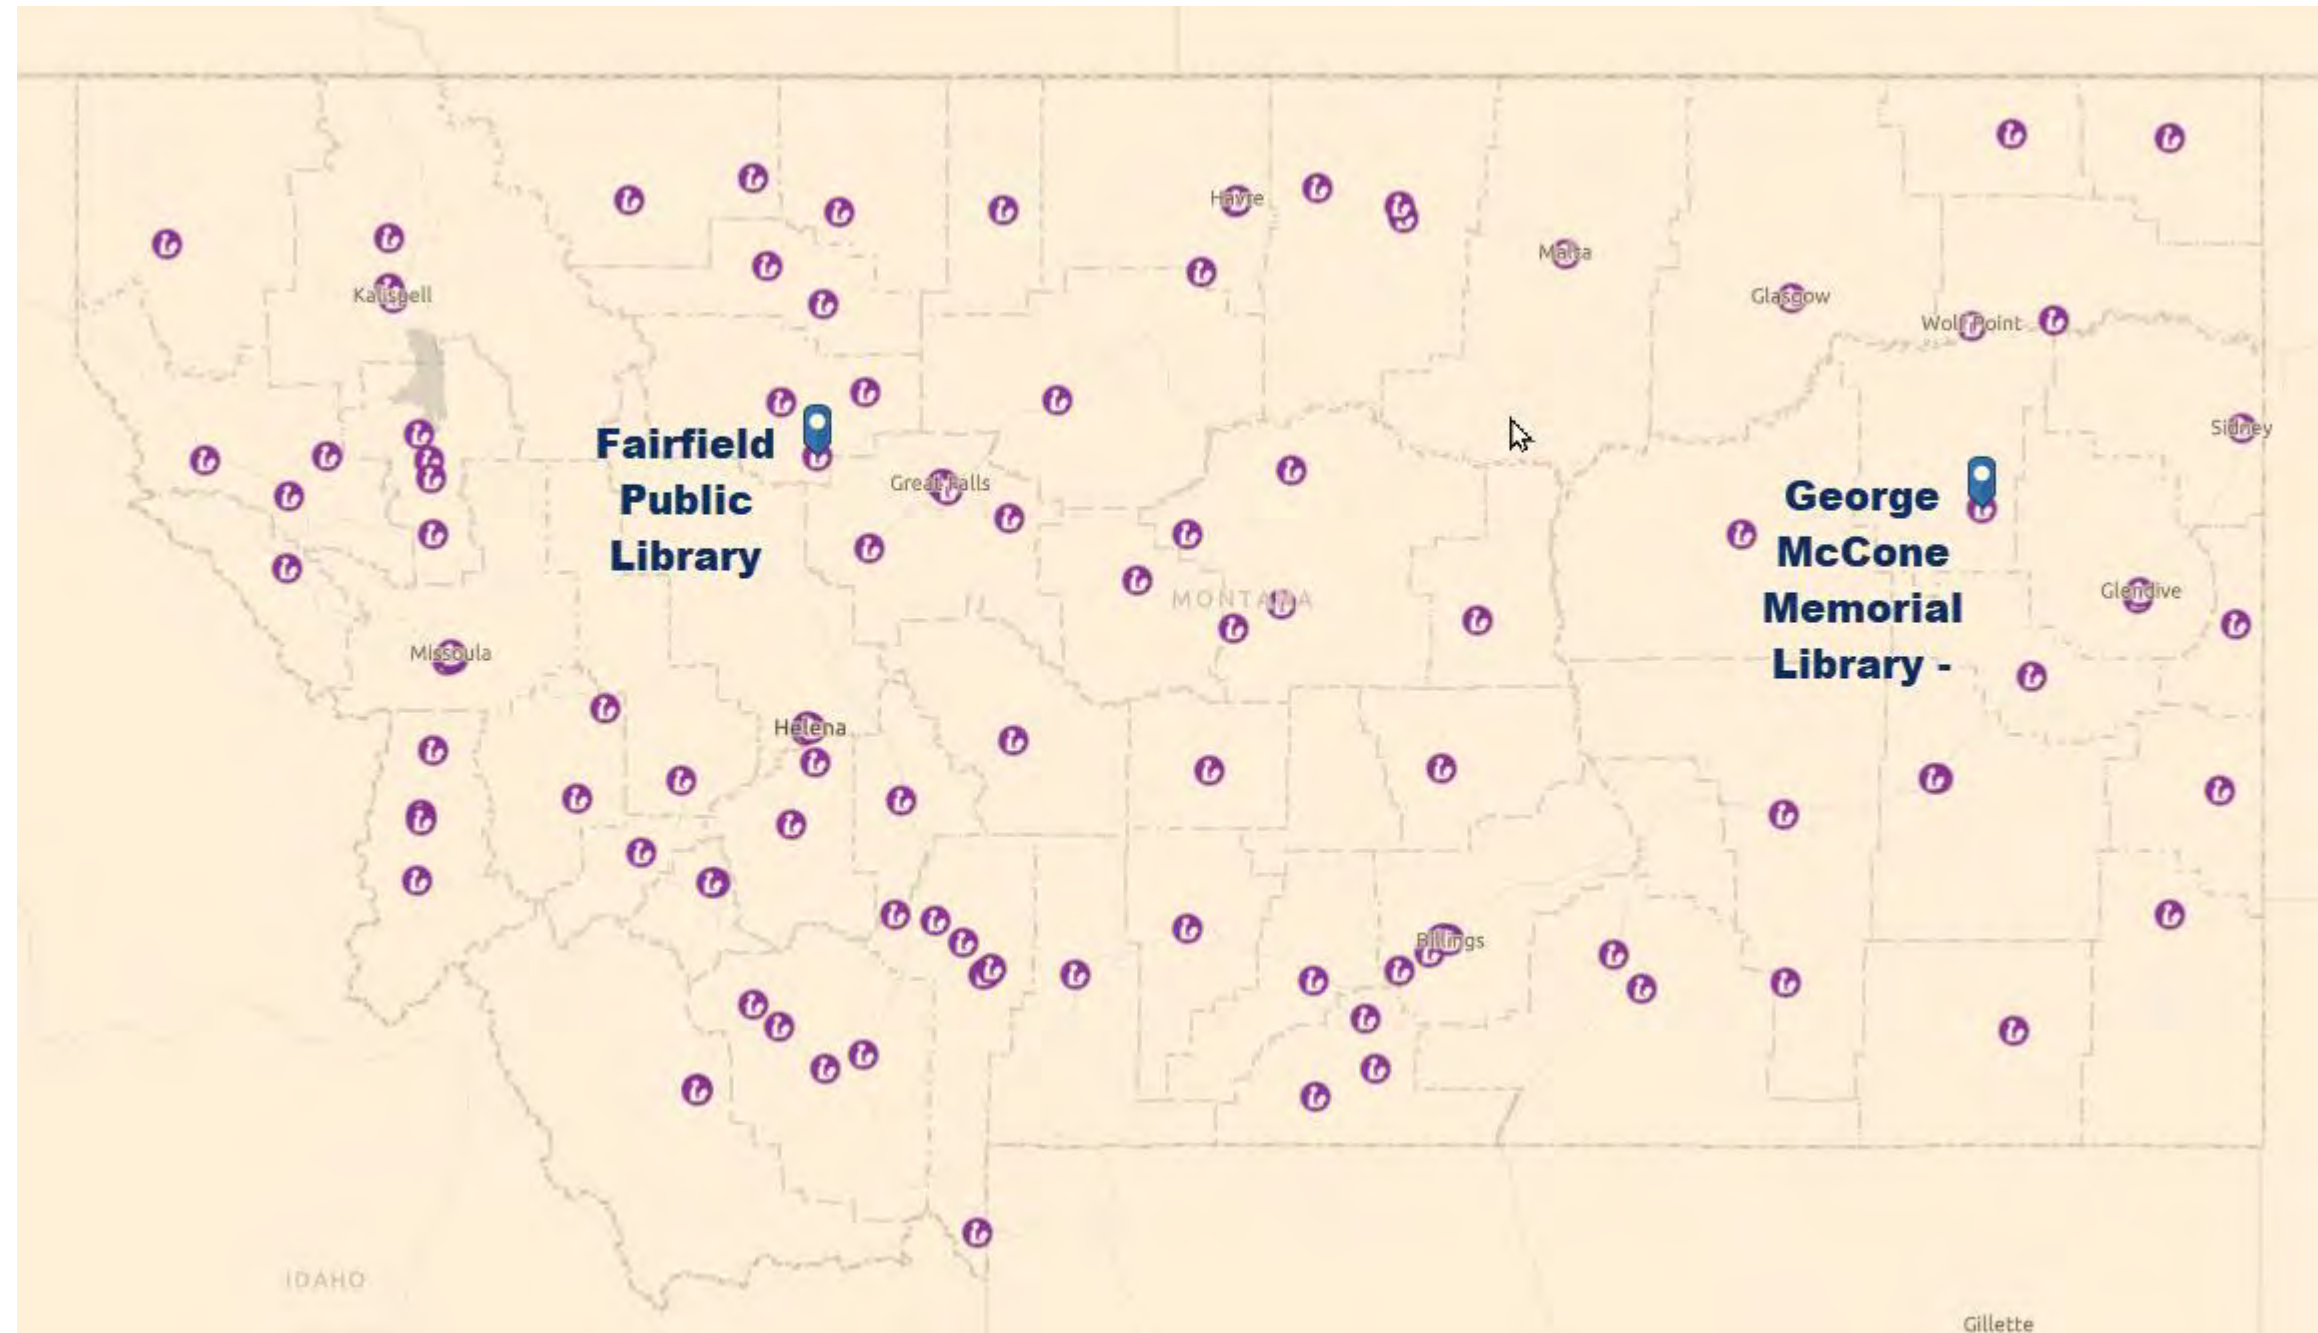 Havre
Malta
Kalispell
Glasgow
Wolf Point
Sidney
Fairfield
Public
Library
Great Falls
George
McCone
Memorial
Library -
MONTANA
Glendive
Missoula
Helena
Billings
IDAHO
Gillette